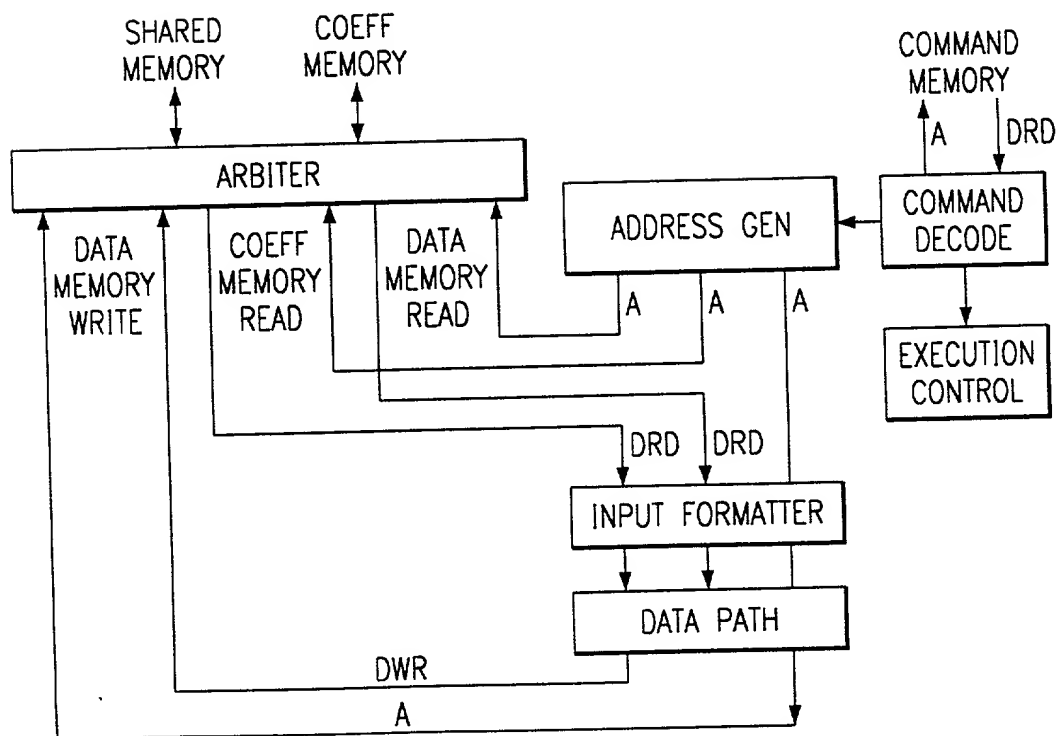 SHARED
MEMORY
COEFF
MEMORY
COMMAND
MEMORY
A
DRD
ARBITER
ADDRESS GEN
COMMAND
DECODE
DATA
MEMORY
WRITE
COEFF
MEMORY
READ
DATA
MEMORY
READ
A
A
A
EXECUTION
CONTROL
DRD
DRD
INPUT FORMATTER
DATA PATH
DWR
A